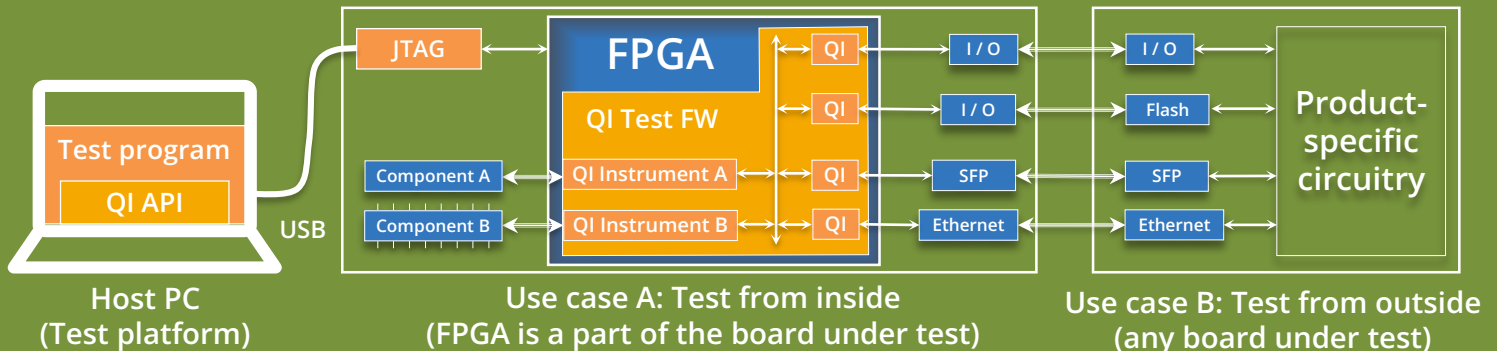 JTAG
FPGA
QI
I / O
I / O
QI
I / O
Flash
Product-
specific
circuitry
QI Test FW
Test program
QI API
USB
Component A
QI Instrument A
QI
SFP
SFP
Component B
QI Instrument B
QI
Ethernet
Ethernet
Host PC
(Test platform)
Use case A: Test from inside
(FPGA is a part of the board under test)
Use case B: Test from outside
(any board under test)